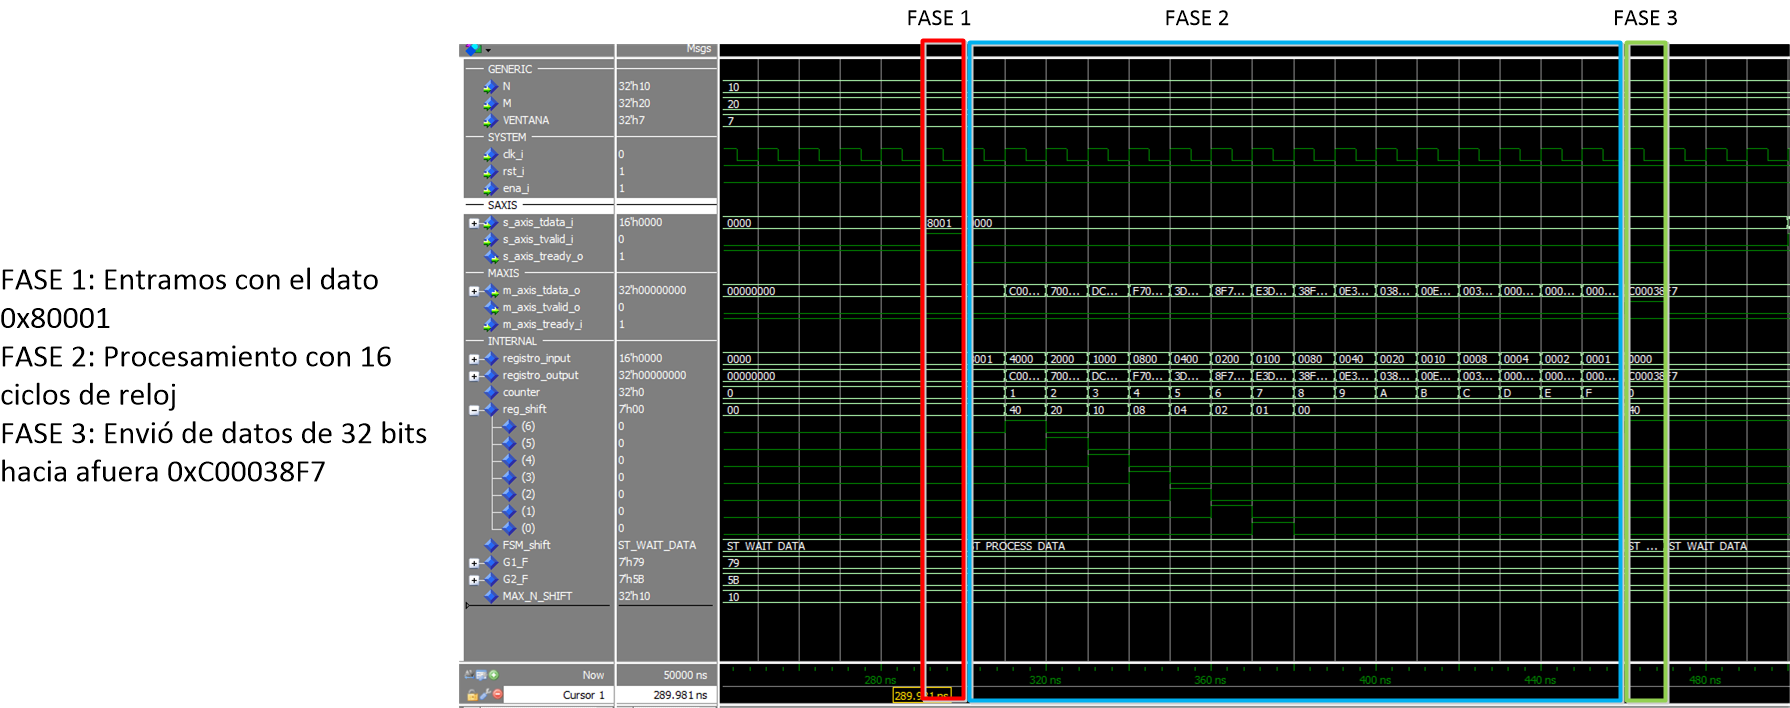 FASE 1 FASE 2 FASE 3
FASE 1: Entramos con el dato
0x80001
FASE 2: Procesamiento con 16
ciclos de reloj
FASE 3: Envió de datos de 32 bits
hacia afuera 0xC00038F7
Msgs
GENERIC
N 32'h10 10
M 32'h20 20
VENTANA 32'h7 7
SYSTEM
clk_i 0
rst_i 1
ena_i 1
SAXIS
s_axis_tdata_i 16'h0000 0000 8001 0000
s_axis_tvalid_i 0
s_axis_tready_o 1
MAXIS
m_axis_tdata_o 32'h00000000 00000000 C00... 700... DC... F70... 3D... 8F7... E3D... 38F... 0E3... 038... 00E... 003... 000... 000... 000... C00038F7
m_axis_tvalid_o 0
m_axis_tready_i 1
INTERNAL
registro_input 16'h0000 0000 8001 4000 2000 1000 0800 0400 0200 0100 0080 0040 0020 0010 0008 0004 0002 0001 0000
registro_output 32'h00000000 00000000 C00... 700... DC... F70... 3D... 8F7... E3D... 38F... 0E3... 038... 00E... 003... 000... 000... 000... C00038F7
counter 32'h0 0 1 2 3 4 5 6 7 8 9 A B C D E F 0
reg_shift 7'h00 00 40 20 10 08 04 02 01 00 40
(6) 0
(5) 0
(4) 0
(3) 0
(2) 0
(1) 0
(0) 0
FSM_shift ST_WAIT_DATA ST_WAIT_DATA ST_PROCESS_DATA ST ... ST_WAIT_DATA
G1_F 7'h79 79
G2_F 7'h5B 5B
MAX_N_SHIFT 32'h10 10
Now 50000 ns 280 ns 320 ns 360 ns 400 ns 440 ns 480 ns
Cursor 1 289.981 ns 289.981 ns